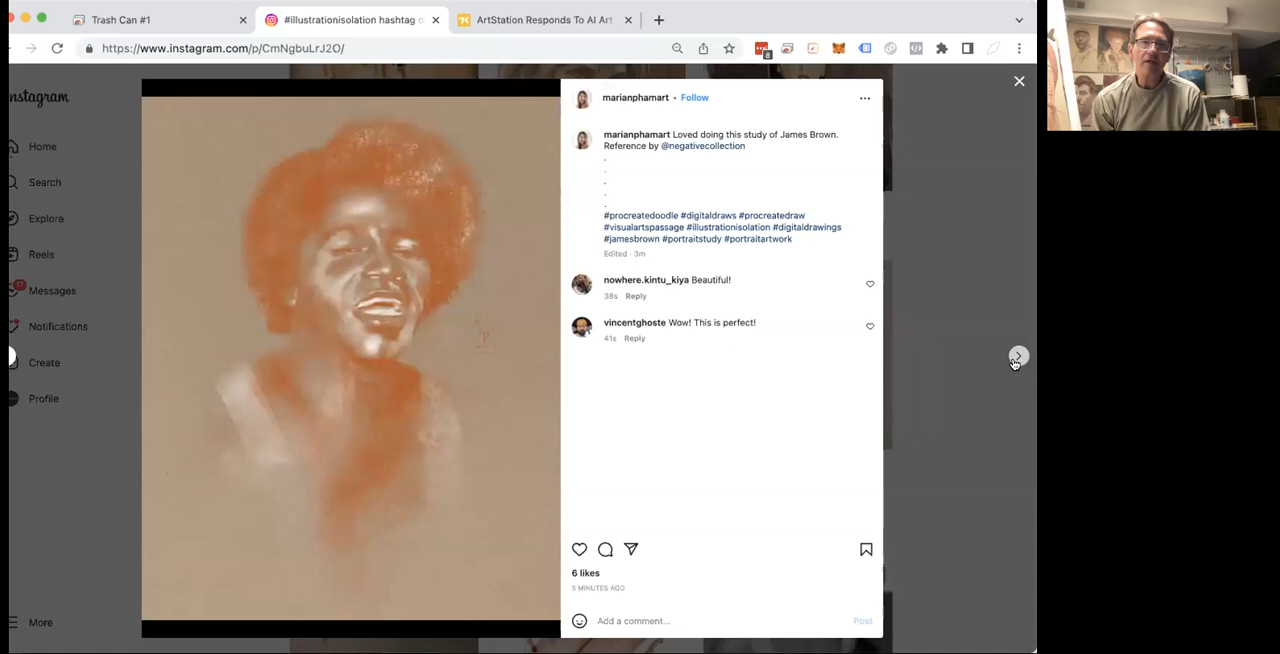 Trash Can #1
#illustrationisolation hashtag o
ArtStation Responds To AI Art
https://www.instagram.com/p/CmNgbuLrJ2O/
8
nstagram
Home
Search
Explore
Reels
17
Messages
Notifications
Create
Profile
More
marianphamart • Follow
marianphamart Loved doing this study of James Brown.
Reference by @negativecollection
.
.
.
.
.
#procreatedoodle #digitaldraws #procreatedraw
#visualartspassage #illustrationisolation #digitaldrawings
#jamesbrown #portraitstudy #portraitartwork
Edited · 3m
nowhere.kintu_kiya Beautiful!
38s Reply
vincentghoste Wow! This is perfect!
41s Reply
6 likes
5 MINUTES AGO
Add a comment...
Post